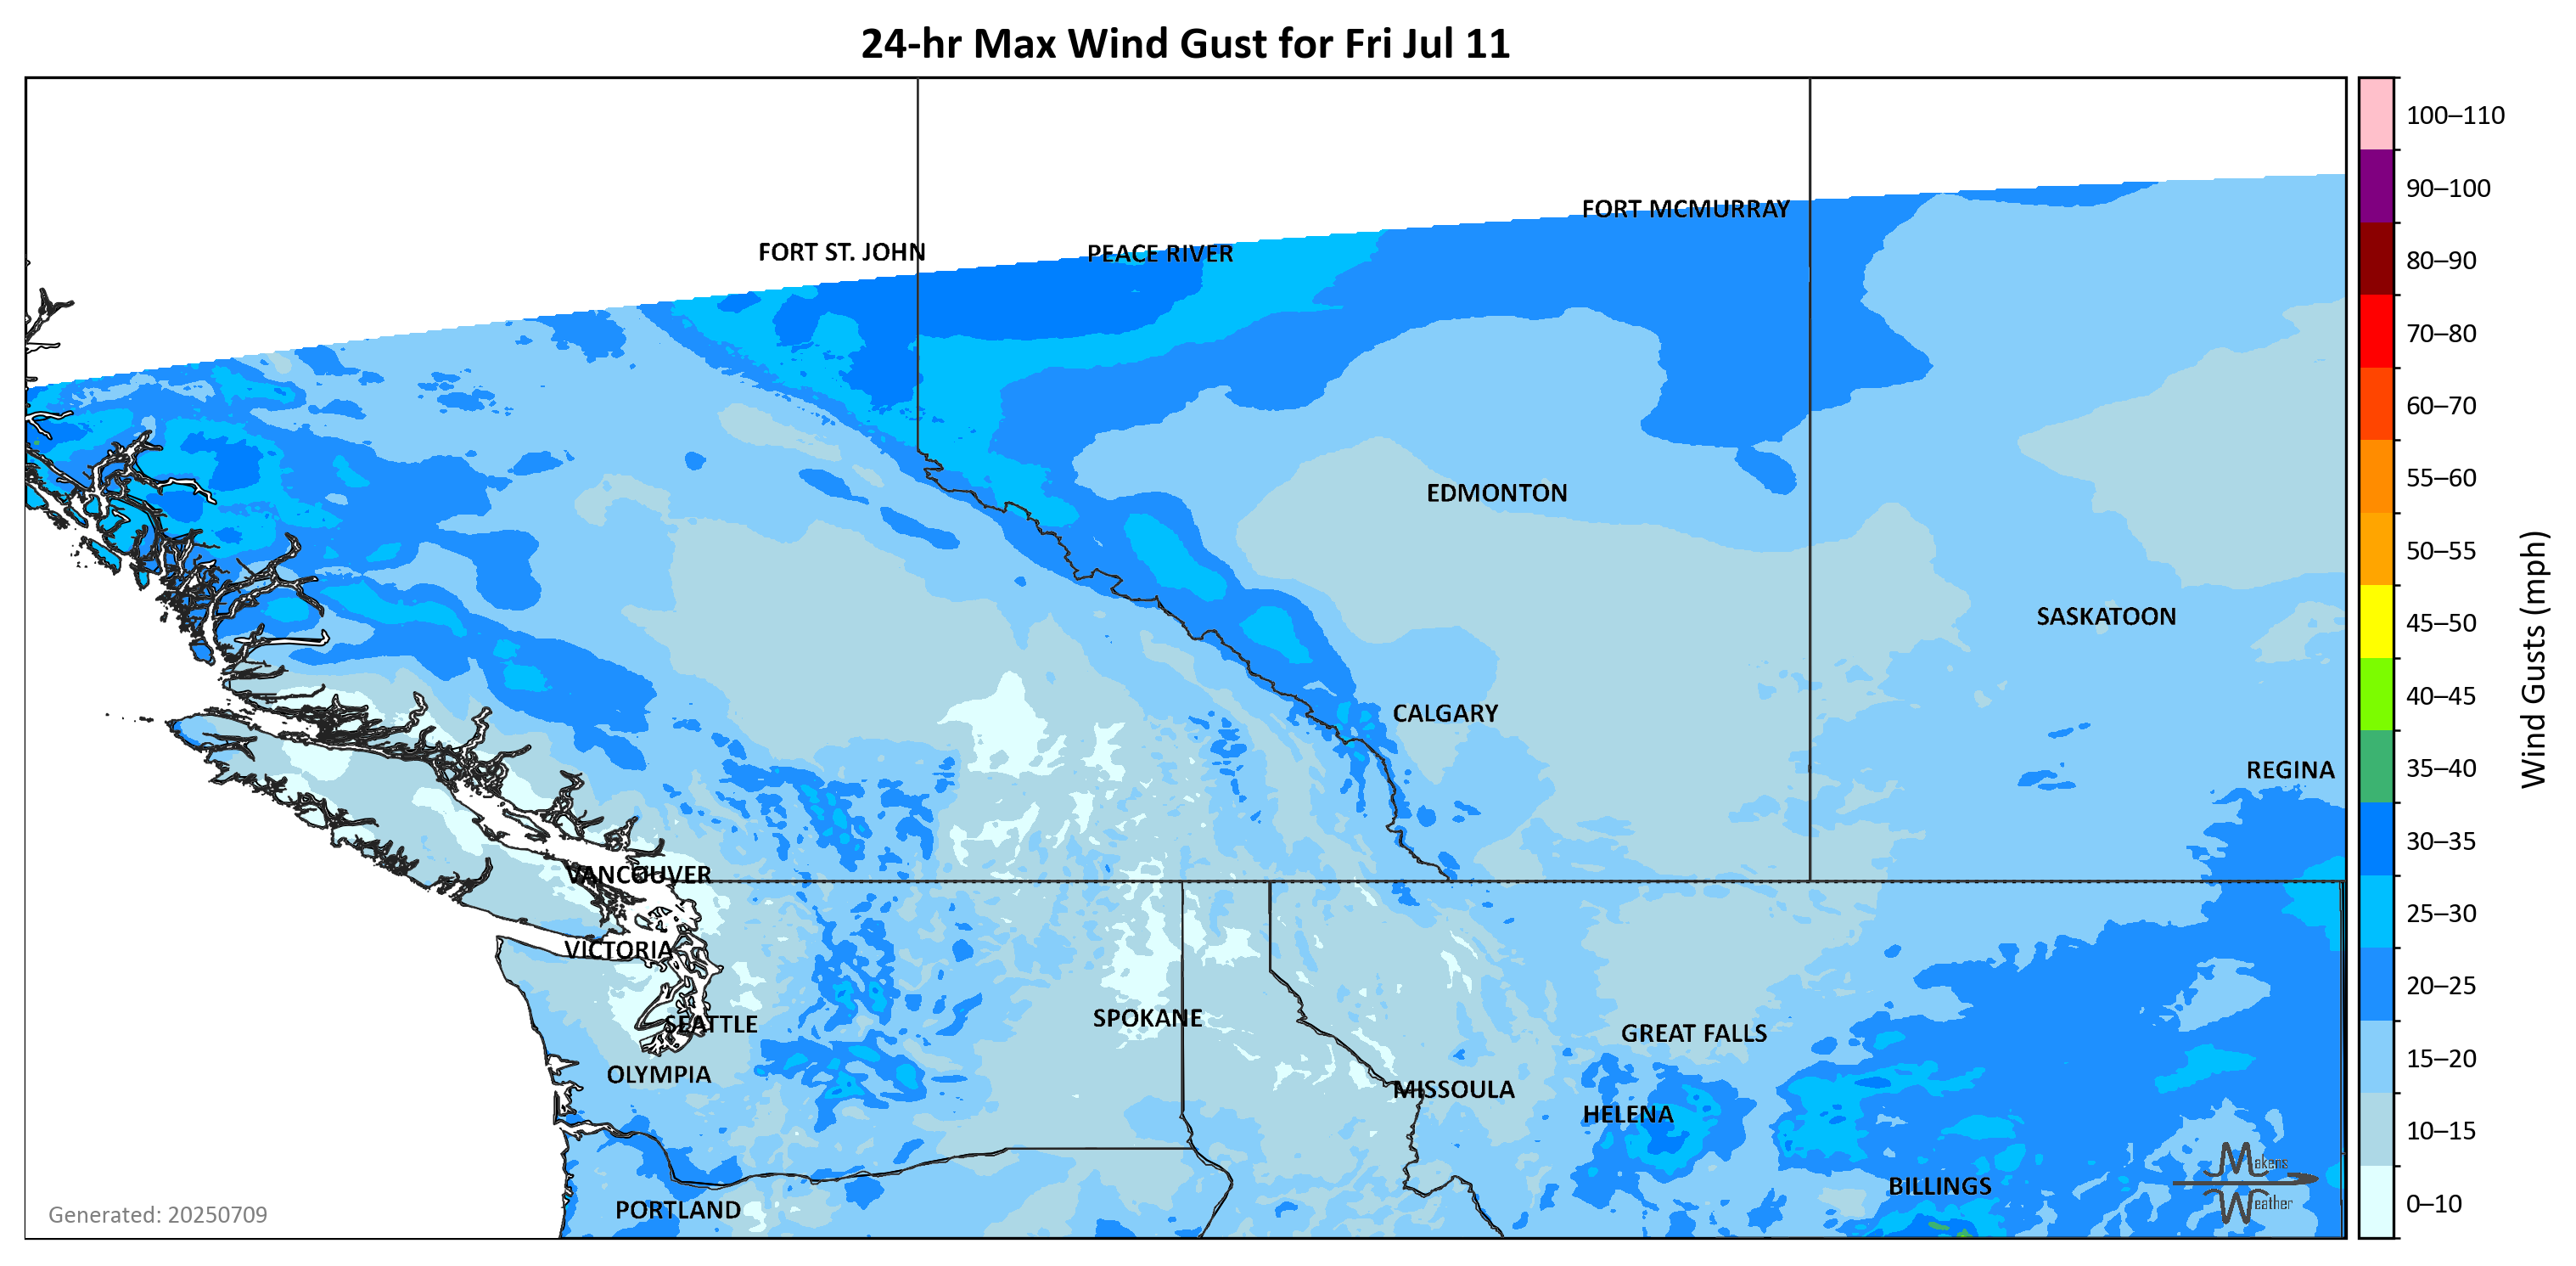 24-hr Max Wind Gust for Fri Jul 11
100–110
90–100
80–90
70–80
60–70
55–60
50–55
45–50
40–45
35–40
30–35
25–30
20–25
15–20
10–15
0–10
Wind Gusts (mph)
FORT MCMURRAY
FORT ST. JOHN
PEACE RIVER
EDMONTON
SASKATOON
CALGARY
REGINA
VANCOUVER
VICTORIA
SPOKANE
SEATTLE
GREAT FALLS
OLYMPIA
MISSOULA
HELENA
BILLINGS
PORTLAND
Makens
Weather
Generated: 20250709